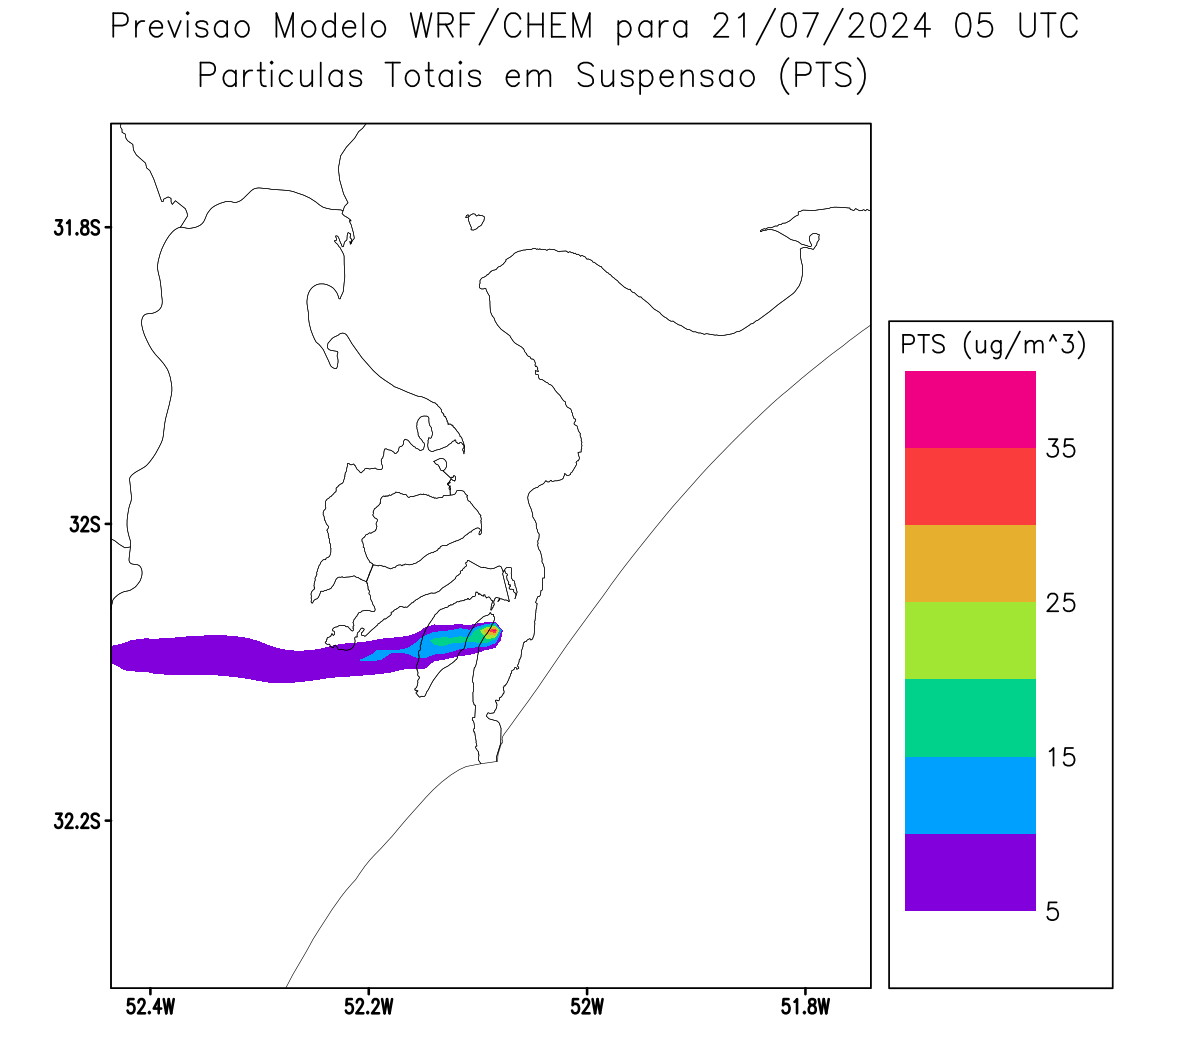 Previsao Modelo WRF/CHEM para 21/07/2024 05 UTC
Particulas Totais em Suspensao (PTS)
31.8S
32S
32.2S
52.4W
52.2W
52W
51.8W
PTS (ug/m^3)
35
25
15
5